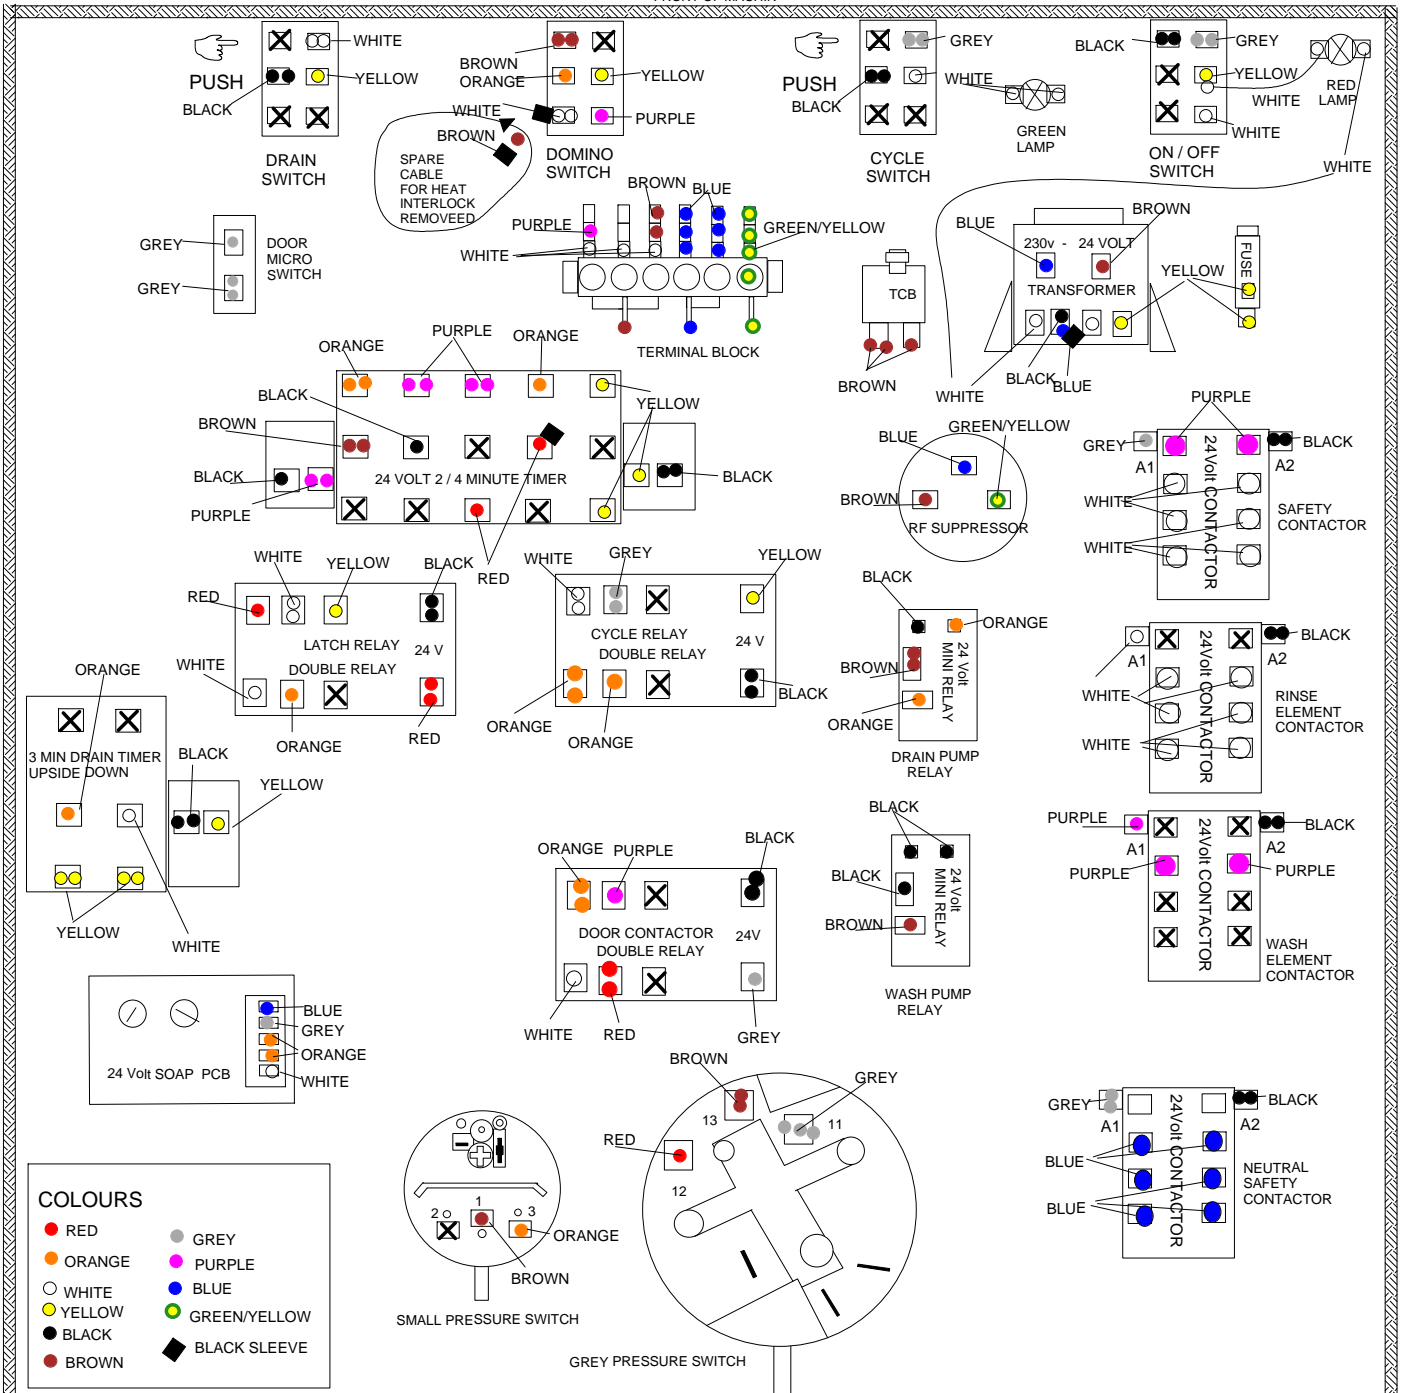 PUSH
BLACK
WHITE
YELLOW
DRAIN
SWITCH
BROWN
ORANGE
WHITE
BROWN
YELLOW
PURPLE
DOMINO
SWITCH
SPARE
CABLE
FOR HEAT
INTERLOCK
REMOVEED
PUSH
BLACK
GREY
WHITE
CYCLE
SWITCH
GREEN
LAMP
BLACK
GREY
YELLOW
WHITE
WHITE
ON / OFF
SWITCH
RED
LAMP
WHITE
GREY
GREY
DOOR
MICRO
SWITCH
BROWN
BLUE
PURPLE
WHITE
GREEN/YELLOW
TERMINAL BLOCK
TCB
BROWN
BLUE
BROWN
230v - 24 VOLT
TRANSFORMER
WHITE
BLACK
BLUE
YELLOW
FUSE
ORANGE
PURPLE
ORANGE
BLACK
BROWN
YELLOW
BLACK
PURPLE
24 VOLT 2 / 4 MINUTE TIMER
BLACK
RED
BLUE
GREEN/YELLOW
BROWN
RF SUPPRESSOR
PURPLE
GREY
A1
BLACK
A2
WHITE
WHITE
24Volt CONTACTOR
SAFETY
CONTACTOR
WHITE
YELLOW
BLACK
RED
LATCH RELAY
24 V
DOUBLE RELAY
WHITE
ORANGE
RED
WHITE
GREY
YELLOW
CYCLE RELAY
DOUBLE RELAY
24 V
ORANGE
ORANGE
BLACK
BLACK
ORANGE
BROWN
ORANGE
24 Volt
MINI RELAY
DRAIN PUMP
RELAY
A1
BLACK
A2
WHITE
WHITE
24Volt CONTACTOR
RINSE
ELEMENT
CONTACTOR
ORANGE
3 MIN DRAIN TIMER
UPSIDE DOWN
BLACK
YELLOW
YELLOW
WHITE
ORANGE
PURPLE
BLACK
DOOR CONTACTOR
DOUBLE RELAY
24V
WHITE
RED
GREY
BLACK
BLACK
BROWN
24 Volt
MINI RELAY
WASH PUMP
RELAY
PURPLE
A1
BLACK
A2
PURPLE
PURPLE
24Volt CONTACTOR
WASH
ELEMENT
CONTACTOR
BLUE
GREY
ORANGE
WHITE
24 Volt SOAP PCB
2
1
3
ORANGE
BROWN
SMALL PRESSURE SWITCH
BROWN
GREY
RED
13
11
12
GREY PRESSURE SWITCH
GREY
A1
BLACK
A2
BLUE
BLUE
24Volt CONTACTOR
NEUTRAL
SAFETY
CONTACTOR
COLOURS
RED
ORANGE
WHITE
YELLOW
BLACK
BROWN
GREY
PURPLE
BLUE
GREEN/YELLOW
BLACK SLEEVE